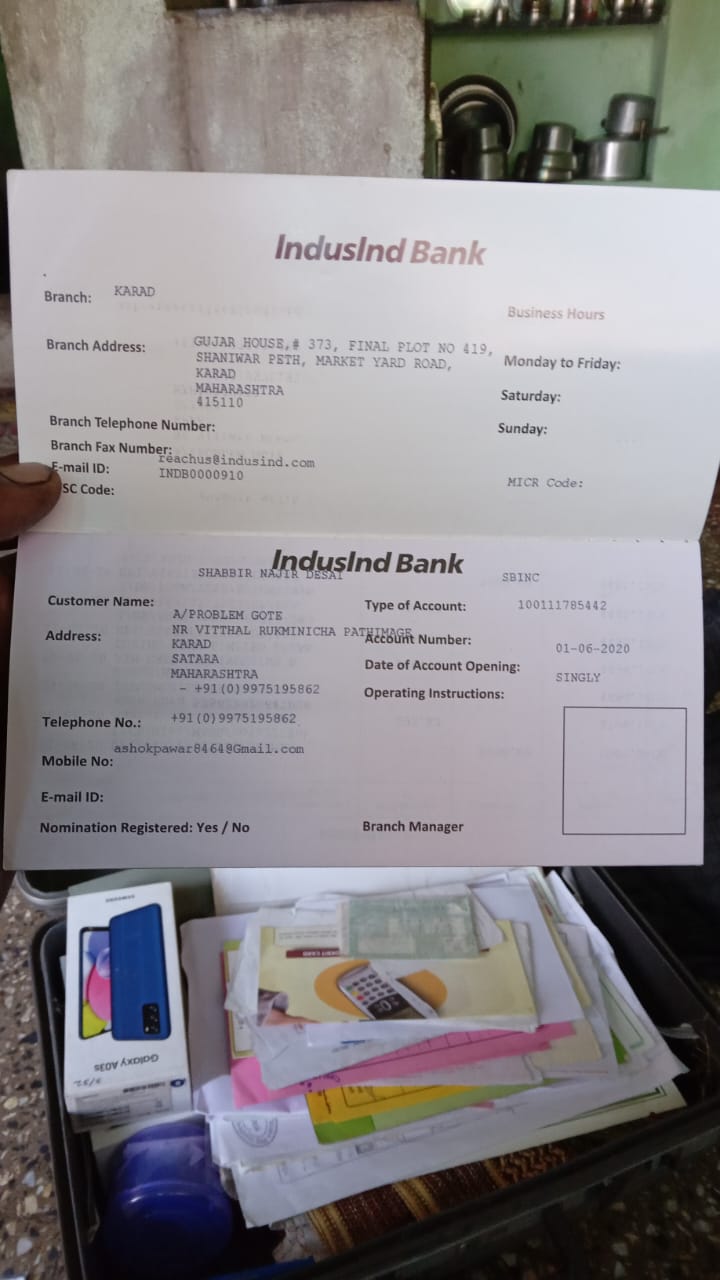 IndusInd Bank
Branch: KARAD
Business Hours
Branch Address: GUJAR HOUSE,# 373, FINAL PLOT NO 419,
SHANIWAR PETH, MARKET YARD ROAD,
KARAD
MAHARASHTRA
415110
Monday to Friday:
Saturday:
Sunday:
Branch Telephone Number:
Branch Fax Number:
E-mail ID: reachus@indusind.com
SC Code: INDB0000910
MICR Code:
IndusInd Bank
SHABBIR NAJIR DESAI
SBINC
Customer Name:
Type of Account: 100111785442
A/PROBLEM GOTE
Address: NR VITTHAL RUKMINICHA PATHIMAGE
KARAD
SATARA
MAHARASHTRA
- +91(0)9975195862
Account Number:
01-06-2020
Date of Account Opening:
SINGLY
Operating Instructions:
Telephone No.: +91(0)9975195862
ashokpawar8464@Gmail.com
Mobile No:
E-mail ID:
Nomination Registered: Yes / No
Branch Manager
SAMSUNG
Galaxy A03s